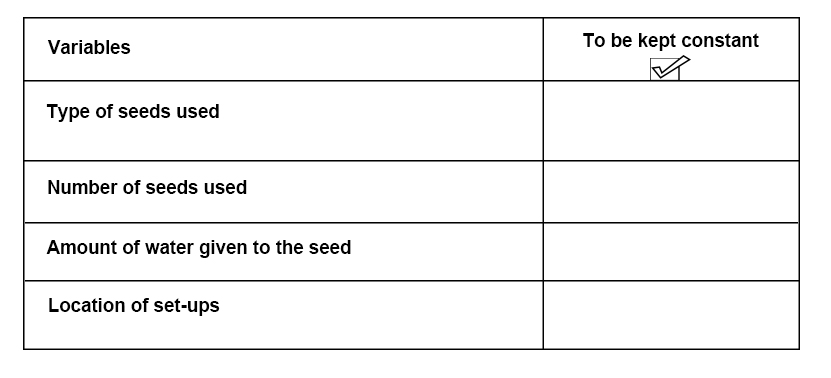 Variables
To be kept constant
Type of seeds used
Number of seeds used
Amount of water given to the seed
Location of set-ups